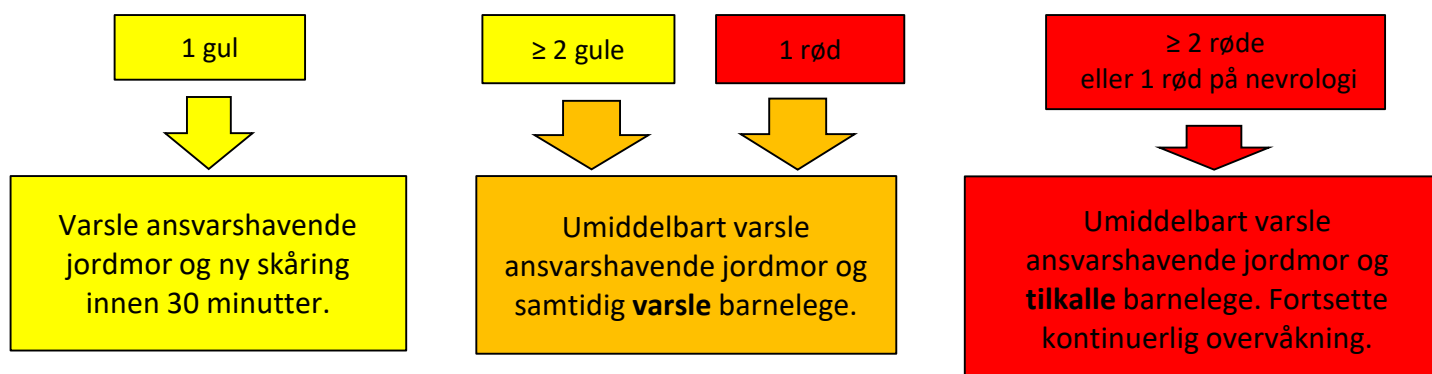 1 gul
Varsle ansvarshavende
jordmor og ny skåring
innen 30 minutter.
≥ 2 gule
1 rød
Umiddelbart varsle
ansvarshavende jordmor og
samtidig varsle barnelege.
≥ 2 røde
eller 1 rød på nevrologi
Umiddelbart varsle
ansvarshavende jordmor og
tilkalle barnelege. Fortsette
kontinuerlig overvåkning.